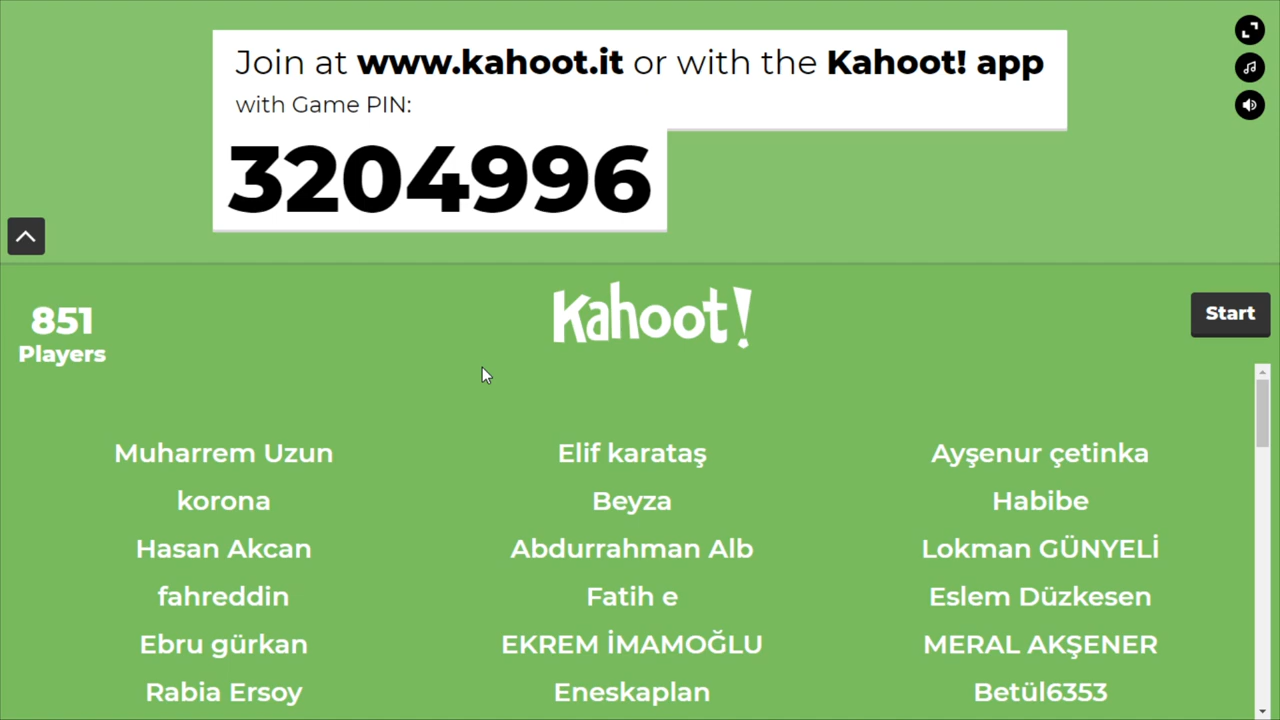 Join at www.kahoot.it or with the Kahoot! app
with Game PIN:
3204996
851
Players
Kahoot!
Start
Muharrem Uzun
Elif karataş
Ayşenur çetinka
korona
Beyza
Habibe
Hasan Akcan
Abdurrahman Alb
Lokman GÜNYELİ
fahreddin
Fatih e
Eslem Düzkesen
Ebru gürkan
EKREM İMAMOĞLU
MERAL AKŞENER
Rabia Ersoy
Eneskaplan
Betül6353